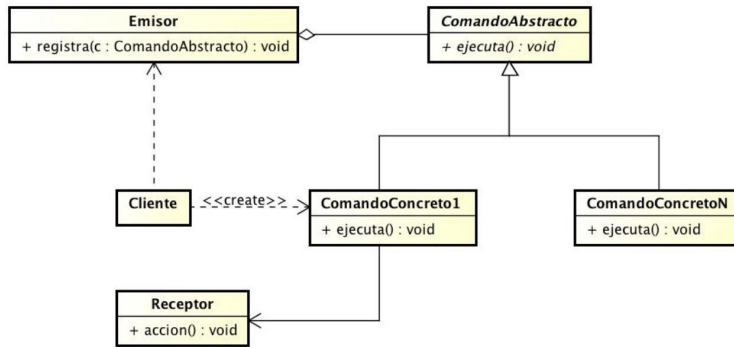 Emisor
+ registra(c : ComandoAbstracto) : void
ComandoAbstracto
+ ejecuta() : void
Cliente
<<create>>
ComandoConcreto1
+ ejecuta() : void
ComandoConcretoN
+ ejecuta() : void
Receptor
+ accion() : void